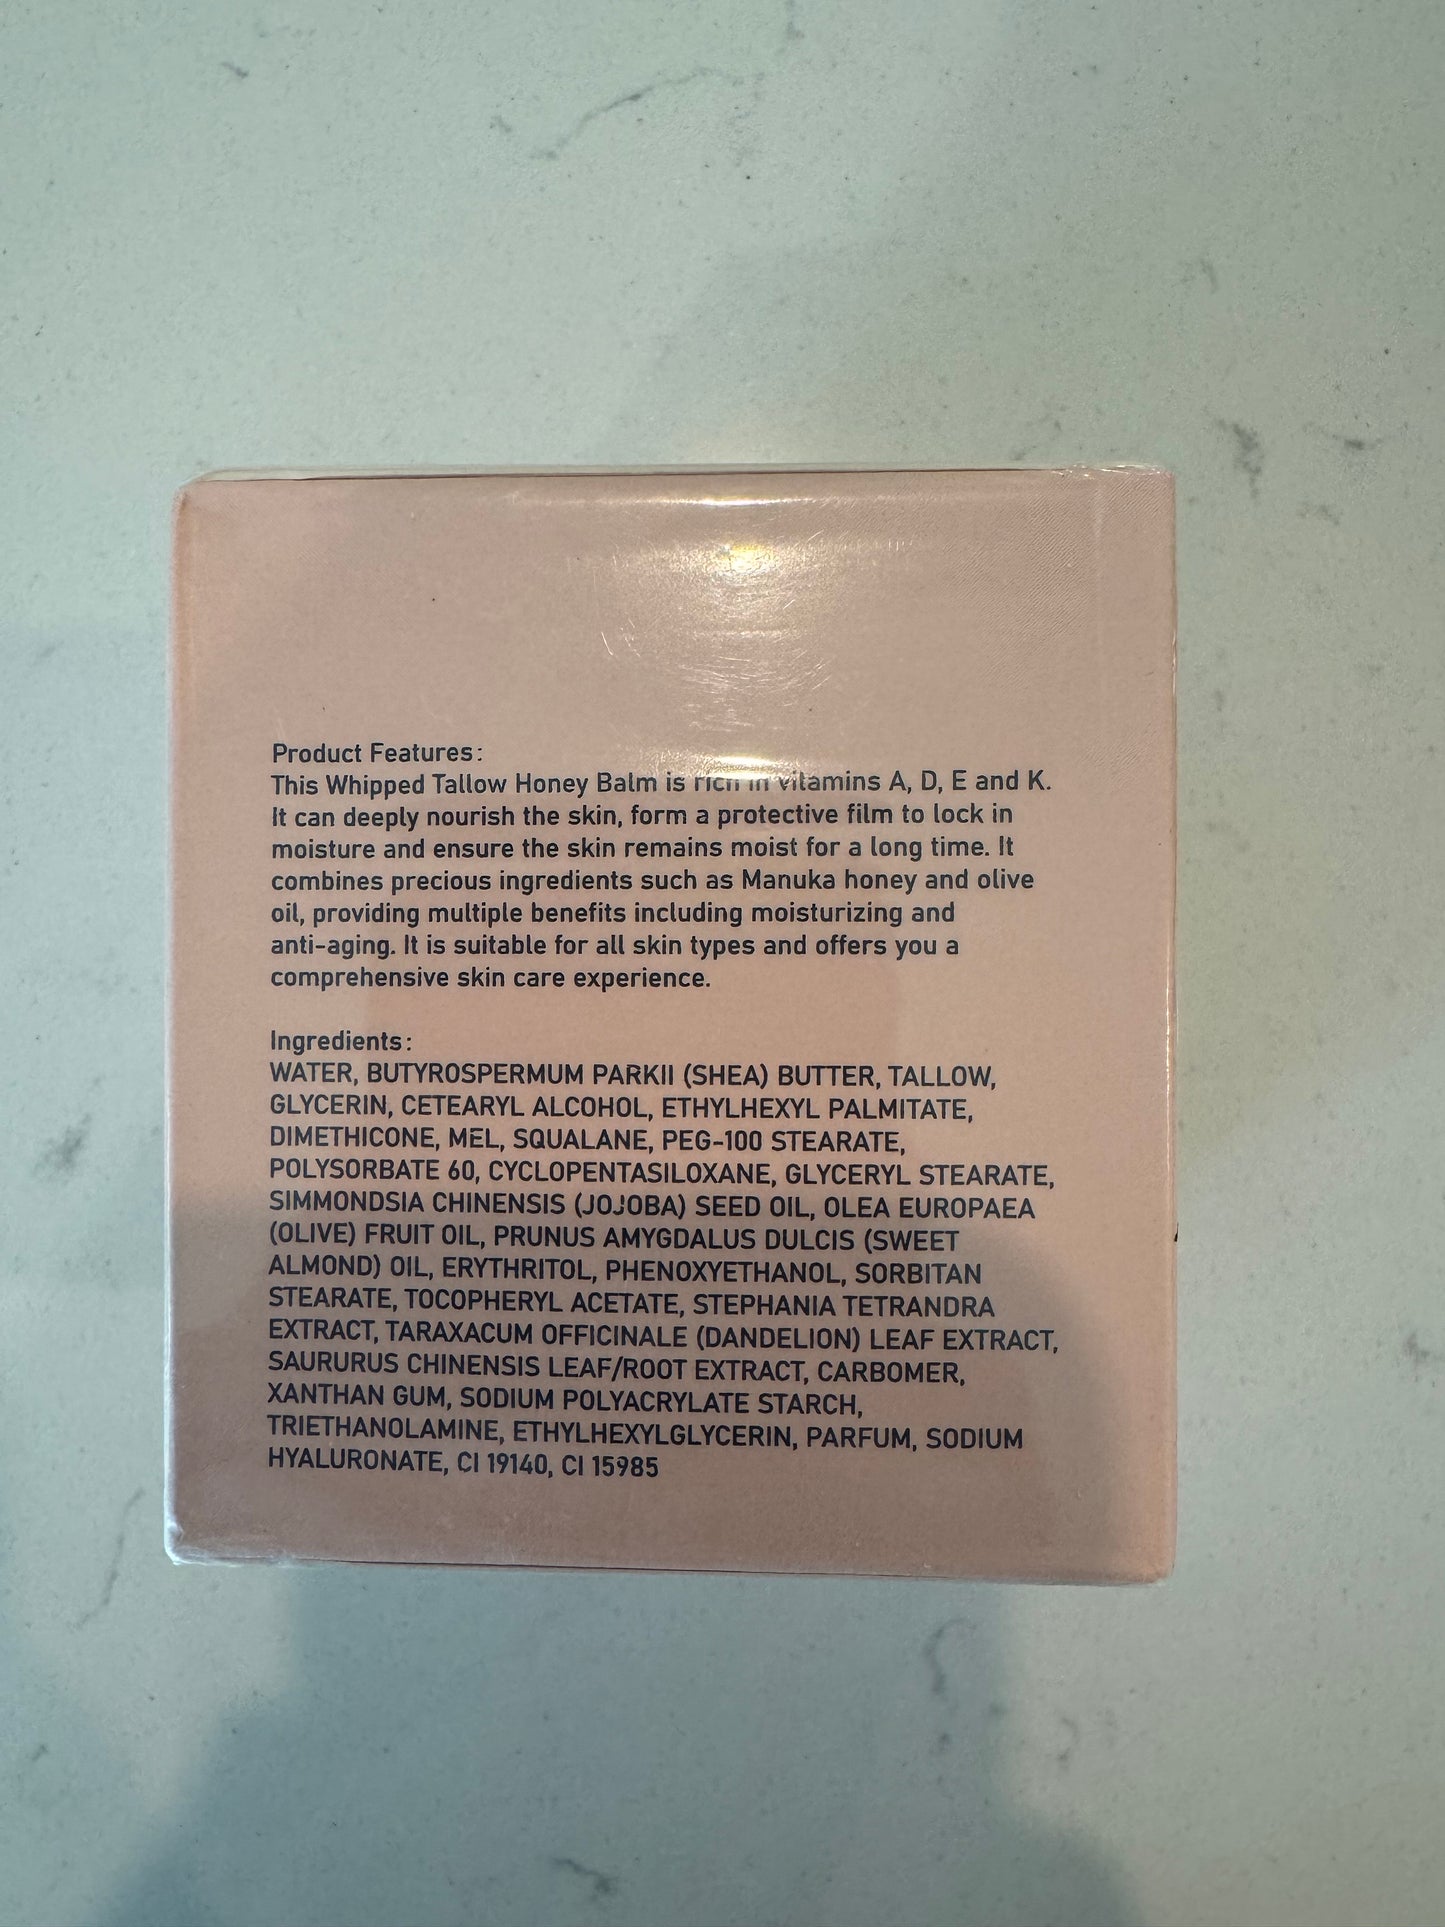 Product Features:
This Whipped Tallow Honey Balm is rich in vitamins A, D, E and K.
It can deeply nourish the skin, form a protective film to lock in
moisture and ensure the skin remains moist for a long time. It
combines precious ingredients such as Manuka honey and olive
oil, providing multiple benefits including moisturizing and
anti-aging. It is suitable for all skin types and offers you a
comprehensive skin care experience.
Ingredients:
WATER, BUTYROSPERMUM PARKII (SHEA) BUTTER, TALLOW,
GLYCERIN, CETEARYL ALCOHOL, ETHYLHEXYL PALMITATE,
DIMETHICONE, MEL, SQUALANE, PEG-100 STEARATE,
POLYSORBATE 60, CYCLOPENTASILOXANE, GLYCERYL STEARATE,
SIMMONDSIA CHINENSIS (JOJOBA) SEED OIL, OLEA EUROPAEA
(OLIVE) FRUIT OIL, PRUNUS AMYGDALUS DULCIS (SWEET
ALMOND) OIL, ERYTHRITOL, PHENOXYETHANOL, SORBITAN
STEARATE, TOCOPHERYL ACETATE, STEPHANIA TETRANDRA
EXTRACT, TARAXACUM OFFICINALE (DANDELION) LEAF EXTRACT,
SAURURUS CHINENSIS LEAF/ROOT EXTRACT, CARBOMER,
XANTHAN GUM, SODIUM POLYACRYLATE STARCH,
TRIETHANOLAMINE, ETHYLHEXYLGLYCERIN, PARFUM, SODIUM
HYALURONATE, CI 19140, CI 15985